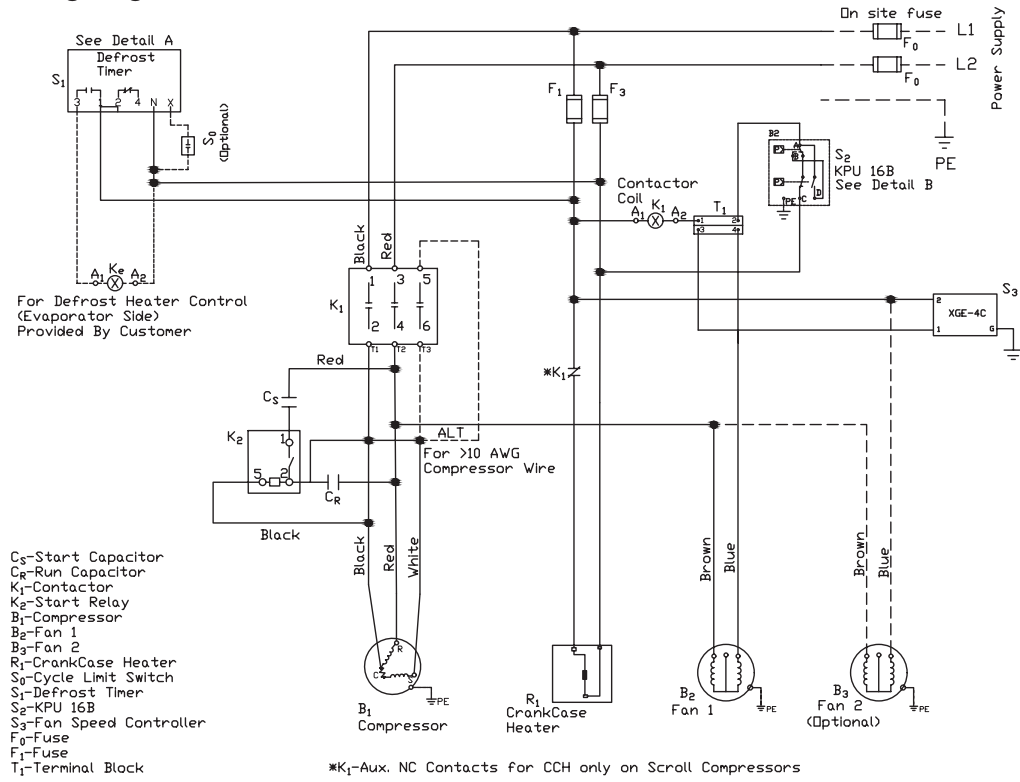 On site fuse
F0
L1
F0
L2
Power Supply
PE
See Detail A
Defrost
Timer
S1
3 1 2 4 N X
S0
(Optional)
A1 Ke A2
For Defrost Heater Control
(Evaporator Side)
Provided By Customer
F1
F3
B2
P
A
B
P
D
PE C
S2
KPU 16B
See Detail B
Contactor
Coil
A1 K1 A2
T1
1 2
3 4
S3
2
XGE-4C
1 G
Black
Red
1 3 5
K1
2 4 6
T1 T2 T3
Red
CS
K2
1
5 2
CR
Black
ALT
For >10 AWG
Compressor Wire
*K1
Black
Red
White
Brown
Blue
Brown
Blue
R
C
S
PE
B1
Compressor
R1
CrankCase
Heater
B2
Fan 1
PE
B3
Fan 2
(Optional)
PE
CS-Start Capacitor
CR-Run Capacitor
K1-Contactor
K2-Start Relay
B1-Compressor
B2-Fan 1
B3-Fan 2
R1-CrankCase Heater
S0-Cycle Limit Switch
S1-Defrost Timer
S2-KPU 16B
S3-Fan Speed Controller
F0-Fuse
F1-Fuse
T1-Terminal Block
*K1-Aux. NC Contacts for CCH only on Scroll Compressors